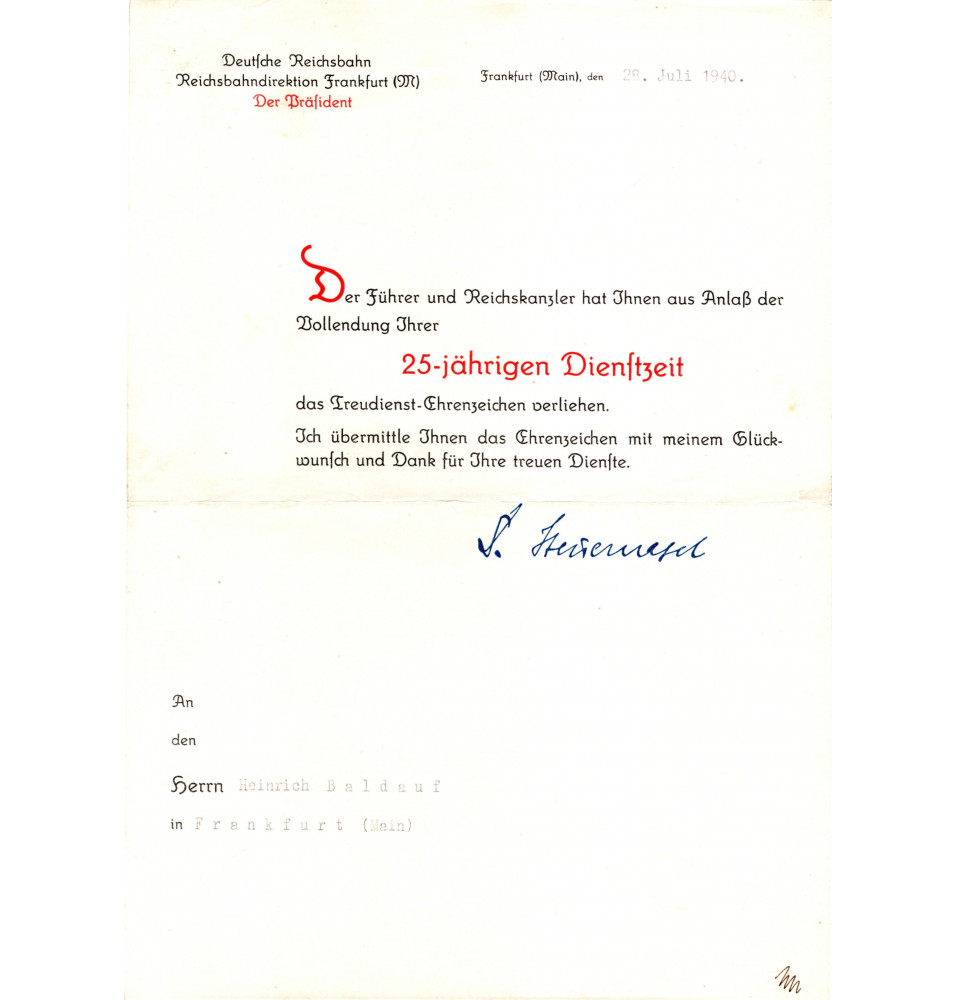 Deutſche Reichsbahn
Reichsbahndirektion Frankfurt (M)
Der Präſident
Frankfurt (Main), den 28. Juli 1940.
Der Führer und Reichskanzler hat Ihnen aus Anlaß der
Vollendung Ihrer
25-jährigen Dienſtzeit
das Treudienst-Ehrenzeichen verliehen.
Ich übermittle Ihnen das Ehrenzeichen mit meinem Glück-
wunſch und Dank für Ihre treuen Dienſte.
S. Steuernagel
An
den
Herrn Heinrich B a l d a u f
in F r a n k f u r t (Main)